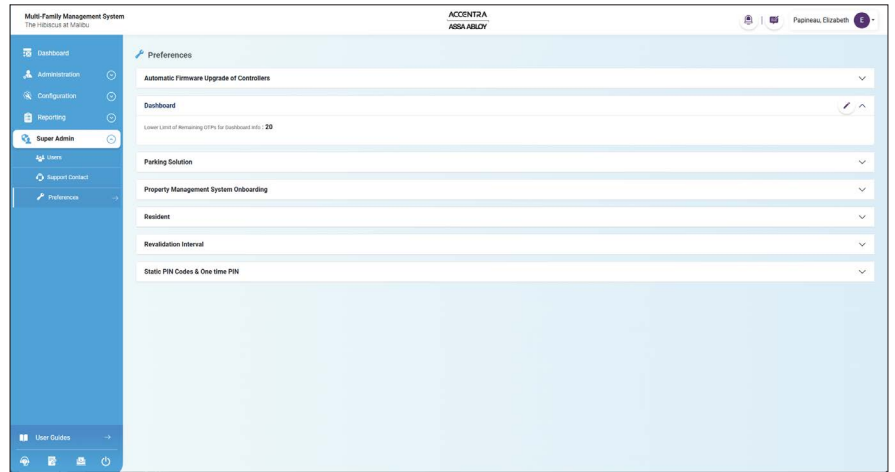 Multi-Family Management System
The Hibiscus at Malibu
ACCENTRA
ASSA ABLOY
Papineau, Elizabeth E
Dashboard
Administration
Configuration
Reporting
Super Admin
Users
Support Contact
Preferences
User Guides
Preferences
Automatic Firmware Upgrade of Controllers
Dashboard
Lower Limit of Remaining OTPs for Dashboard Info : 20
Parking Solution
Property Management System Onboarding
Resident
Revalidation Interval
Static PIN Codes & One time PIN